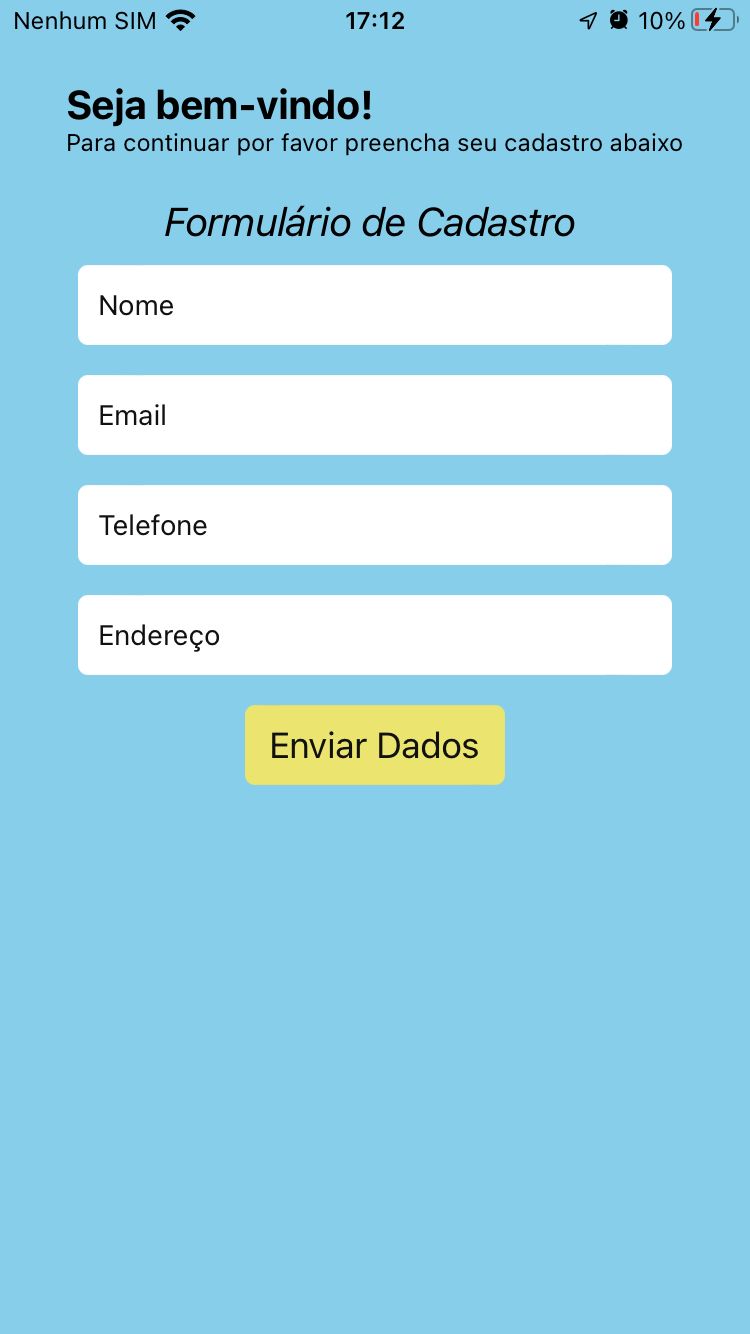 Nenhum SIM 17:12 10%
Seja bem-vindo!
Para continuar por favor preencha seu cadastro abaixo
Formulário de Cadastro
Nome
Email
Telefone
Endereço
Enviar Dados